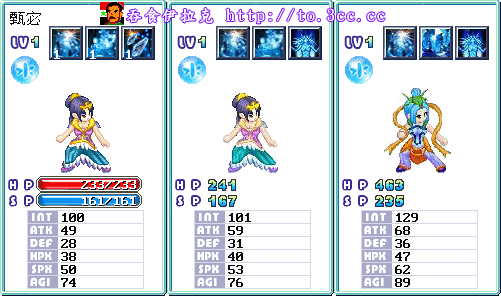 甄宓
吞食伊拉克 http://to.3cc.cc
LV1
1 1 1
HP 233/233
SP 161/161
INT 100
ATK 49
DEF 28
HPK 38
SPX 50
AGI 74
LV1
HP 241
SP 167
INT 101
ATK 59
DEF 31
HPK 40
SPX 53
AGI 76
LV1
HP 463
SP 235
INT 129
ATK 68
DEF 36
HPK 47
SPX 62
AGI 89